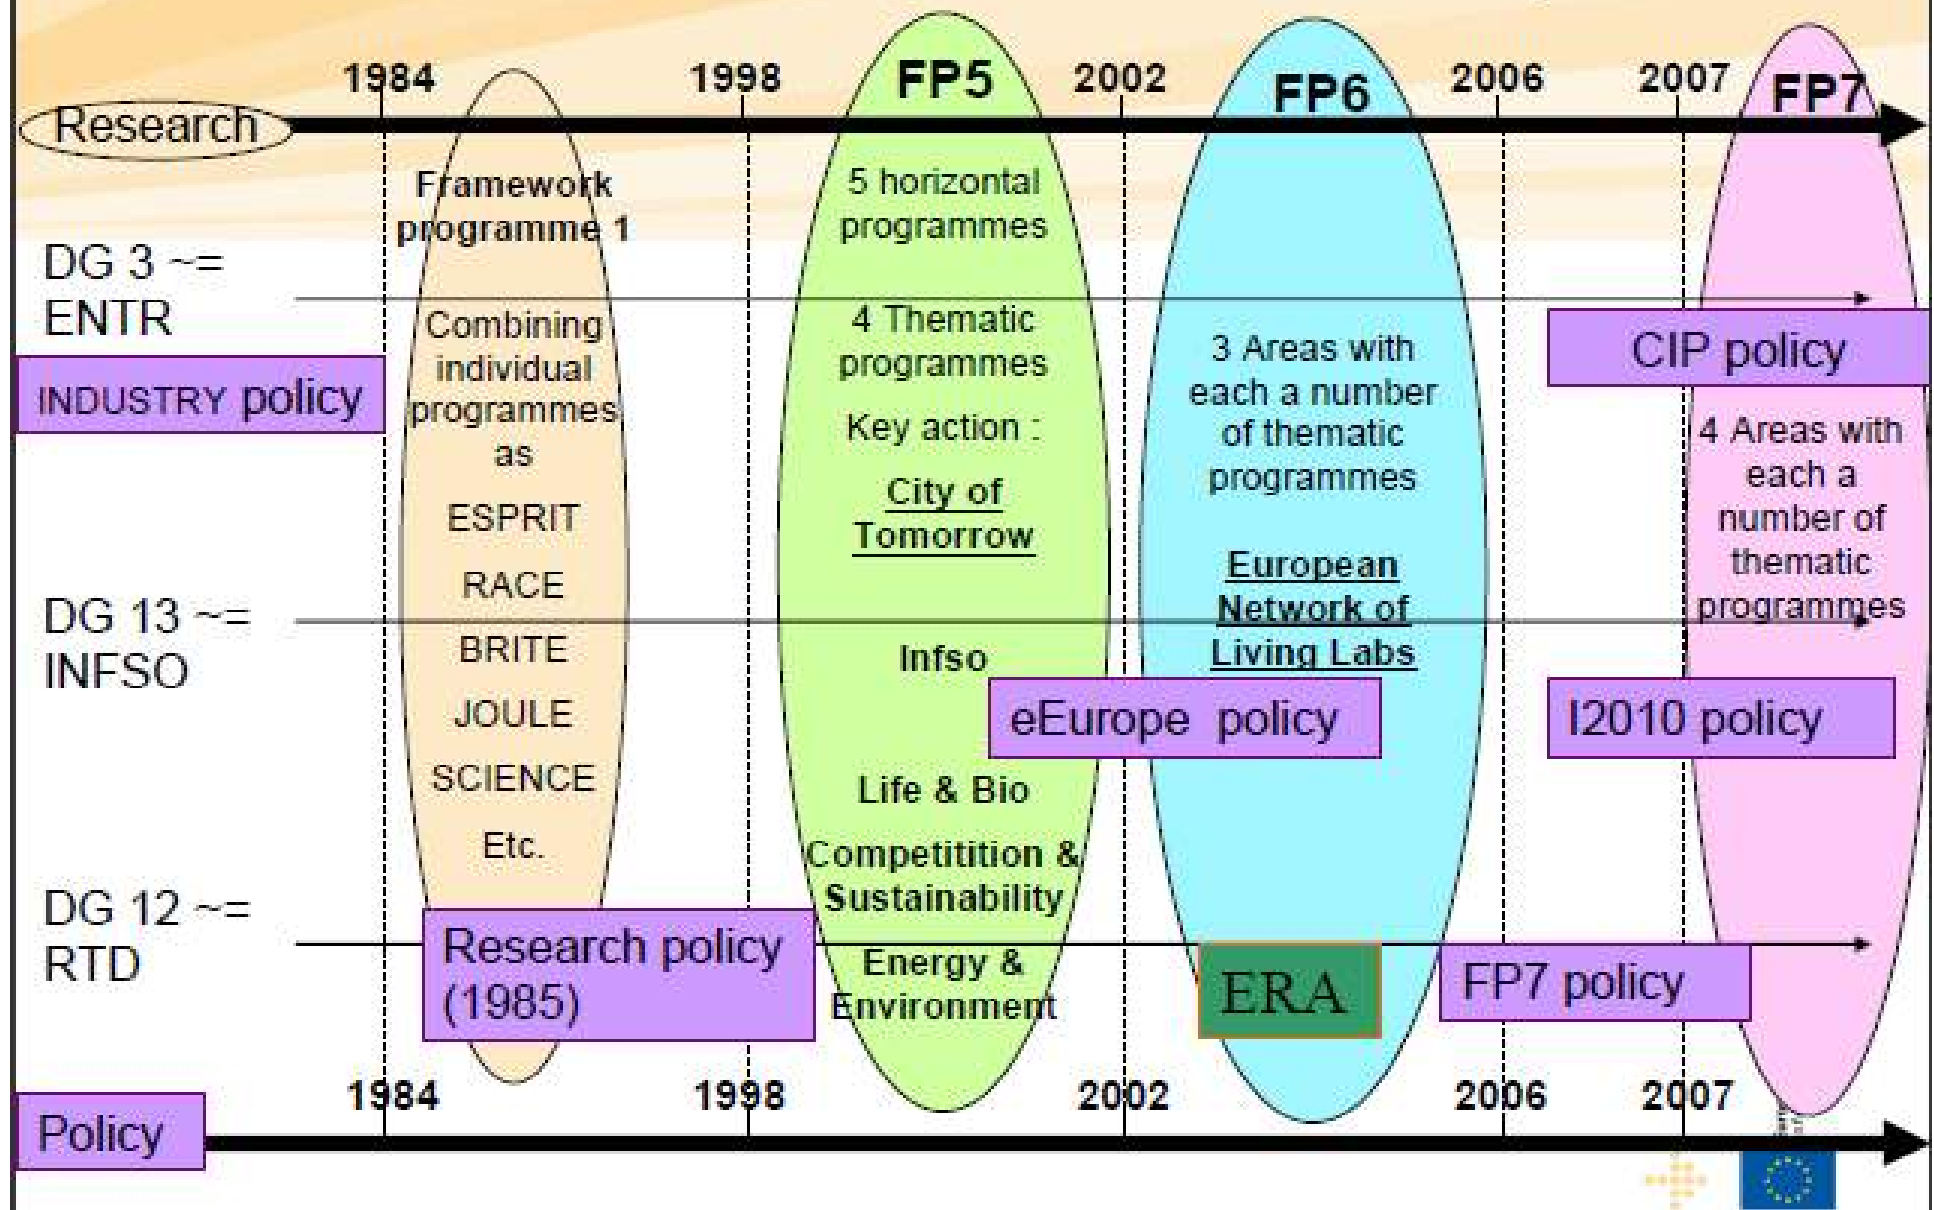 1984
1998
FP5
2002
FP6
2006
2007
FP7
Research
Framework
programme 1
5 horizontal
programmes
DG 3 ~=
ENTR
INDUSTRY policy
Combining
individual
programmes
as
ESPRIT
RACE
BRITE
JOULE
SCIENCE
Etc.
4 Thematic
programmes
Key action :
City of
Tomorrow
Infso
Life & Bio
Competitition &
Sustainability
Energy &
Environment
3 Areas with
each a number
of thematic
programmes
European
Network of
Living Labs
CIP policy
4 Areas with
each a
number of
thematic
programmes
DG 13 ~=
INFSO
eEurope policy
I2010 policy
DG 12 ~=
RTD
Research policy
(1985)
ERA
FP7 policy
1984
1998
2002
2006
2007
Policy